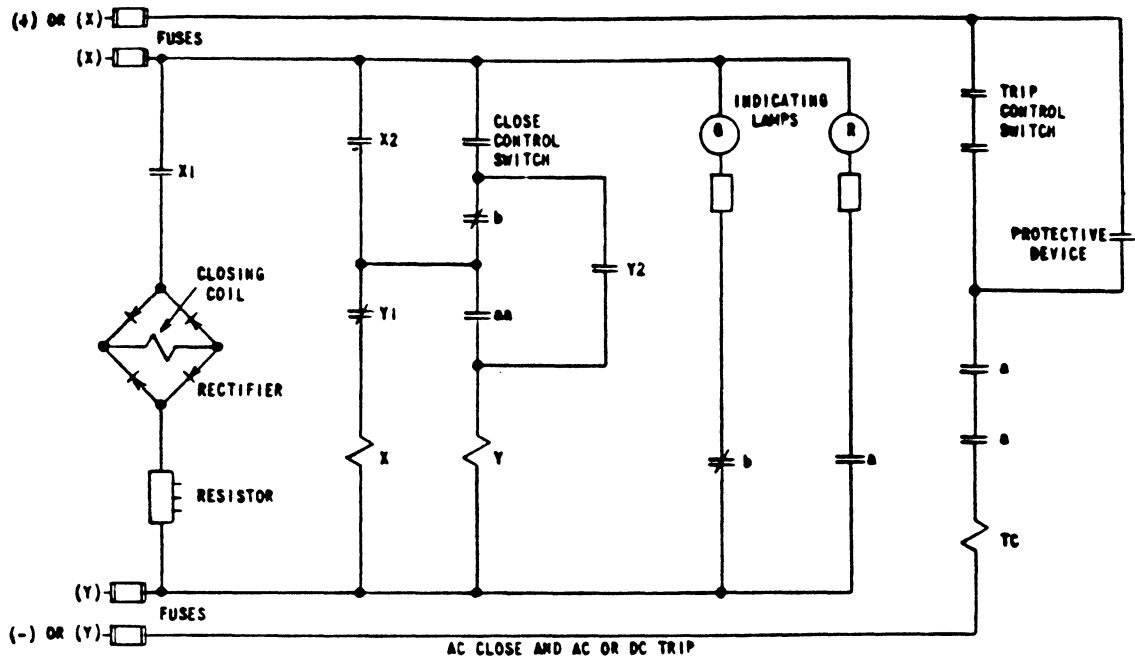 (+) OR (X)
FUSES
(X)
X1
X2
CLOSE
CONTROL
SWITCH
INDICATING
LAMPS
G
R
TRIP
CONTROL
SWITCH
b
Y2
PROTECTIVE
DEVICE
CLOSING
COIL
Y1
aa
RECTIFIER
a
a
X
Y
b
a
RESISTOR
TC
(Y)
FUSES
(-) OR (Y)
AC CLOSE AND AC OR DC TRIP